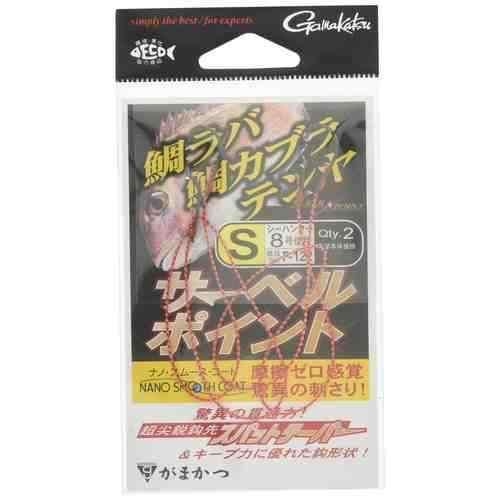 simply the best / for experts
ECO
Gamakatsu
鯛ラバ
鯛カブラ
テンヤ
S
シーハンター
8号使用
Qty. 2
サーベル
ポイント
ナノ・スムース・コート
NANO SMOOTH COAT
摩擦ゼロ感覚
驚異の刺さり!
驚異の貫通力!
超尖鋭鈎先
&キープ力に優れた鈎形状!
がまかつ